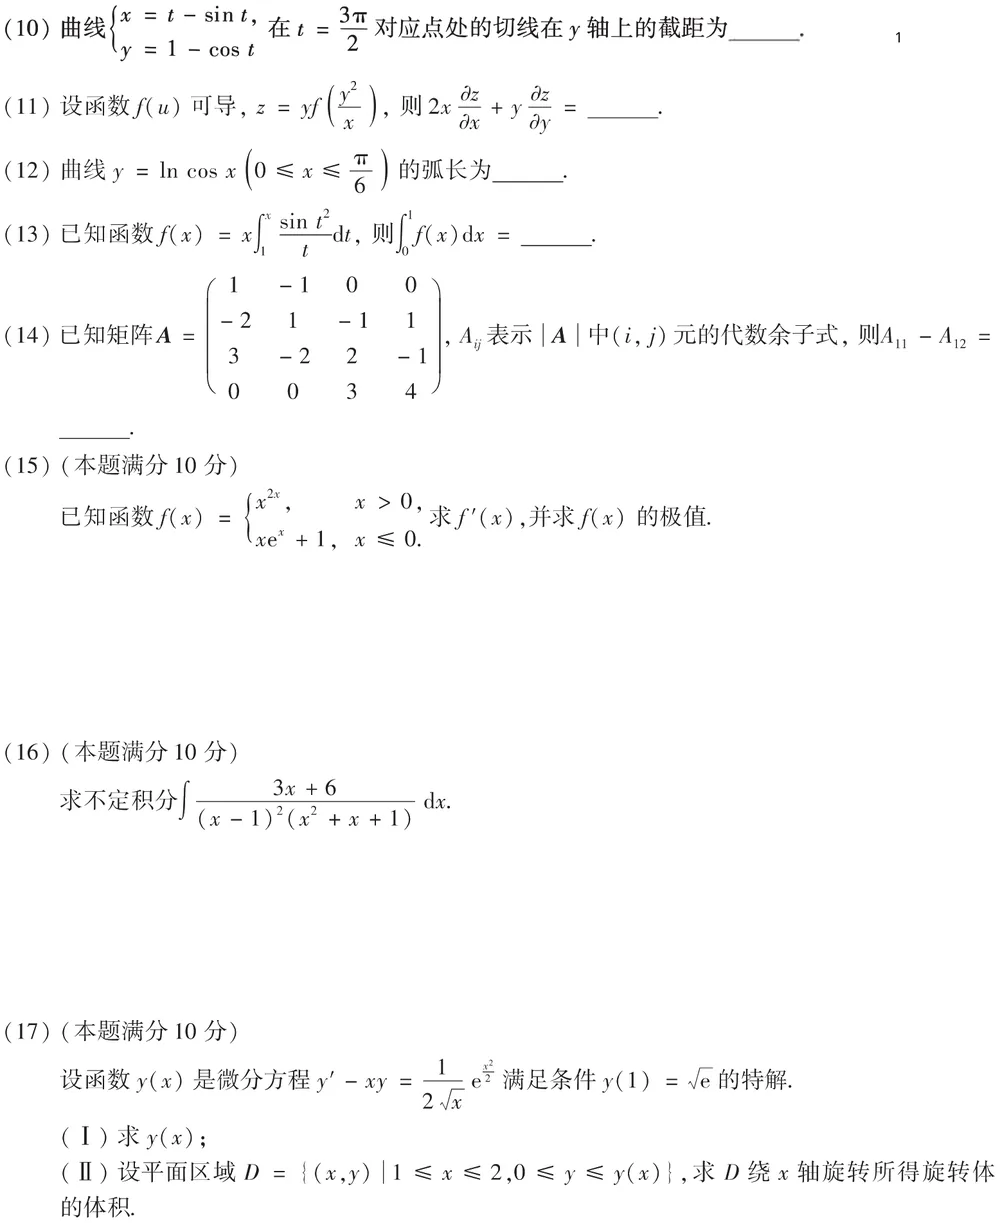 (10) 曲线{x = t − sin t, y = 1 − cos t 在 t = 3π/2 对应点处的切线在 y 轴上的截距为______. 1
(11) 设函数 f(u) 可导, z = yf(y²/x), 则 2x ∂z/∂x + y ∂z/∂y = ______.
(12) 曲线 y = ln cos x (0 ≤ x ≤ π/6) 的弧长为______.
(13) 已知函数 f(x) = x∫₁ˣ (sin t²)/t dt, 则∫₀¹ f(x)dx = ______.
(14) 已知矩阵 A = (1 −1 0 0; −2 1 −1 1; 3 −2 2 −1; 0 0 3 4), Aᵢⱼ 表示 |A| 中(i, j) 元的代数余子式, 则A₁₁ − A₁₂ =
______.
(15) (本题满分10 分)
已知函数 f(x) = {x²ˣ, x > 0, xeˣ + 1, x ≤ 0. 求 f′(x),并求 f(x) 的极值.
(16) (本题满分10 分)
求不定积分∫ (3x + 6)/((x − 1)²(x² + x + 1)) dx.
(17) (本题满分10 分)
设函数 y(x) 是微分方程 y′ − xy = 1/(2√x) e^(x²/2) 满足条件 y(1) = √e 的特解.
(Ⅰ) 求 y(x);
(Ⅱ) 设平面区域 D = {(x,y) | 1 ≤ x ≤ 2,0 ≤ y ≤ y(x)},求 D 绕 x 轴旋转所得旋转体
的体积.